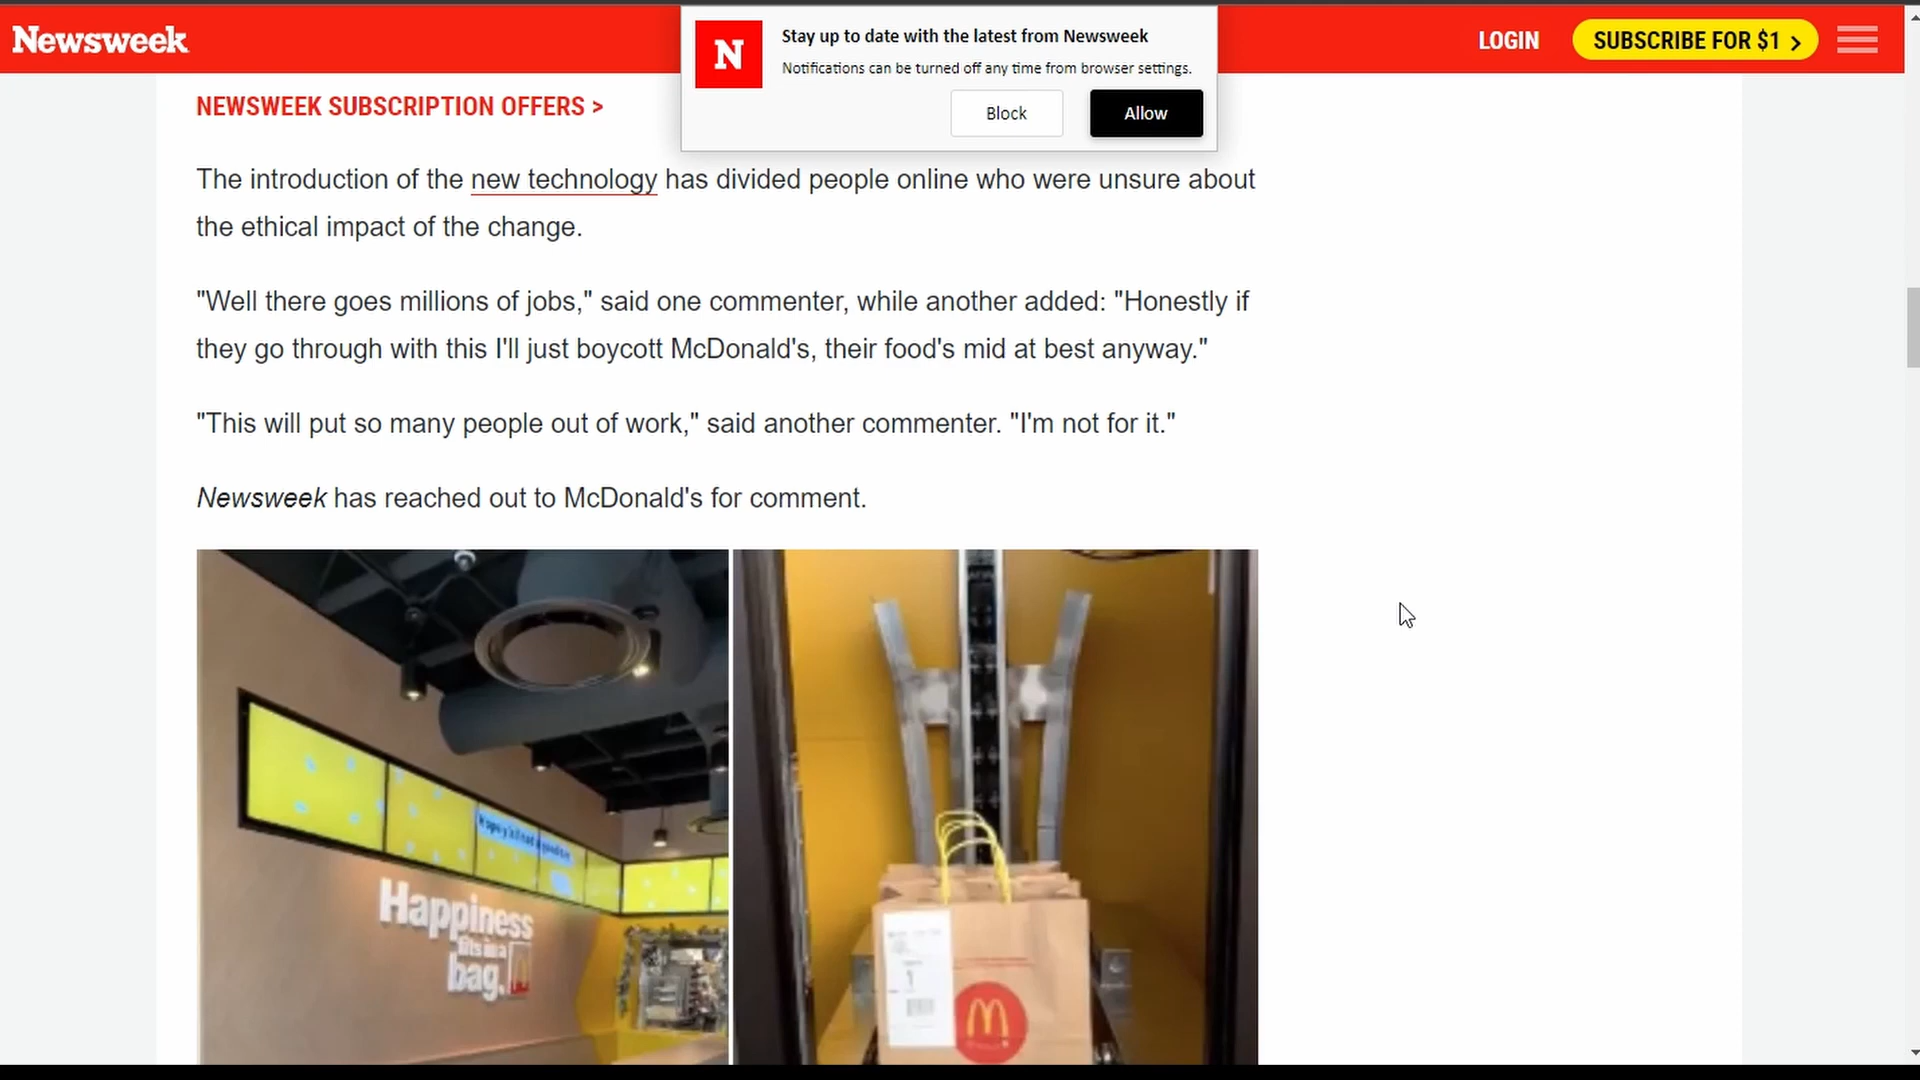 Newsweek
N
Stay up to date with the latest from Newsweek
Notifications can be turned off any time from browser settings.
Block
Allow
LOGIN
SUBSCRIBE FOR $1 >
NEWSWEEK SUBSCRIPTION OFFERS >
The introduction of the new technology has divided people online who were unsure about
the ethical impact of the change.
"Well there goes millions of jobs," said one commenter, while another added: "Honestly if
they go through with this I'll just boycott McDonald's, their food's mid at best anyway."
"This will put so many people out of work," said another commenter. "I'm not for it."
Newsweek has reached out to McDonald's for comment.
Happiness
fits in a
bag.
1